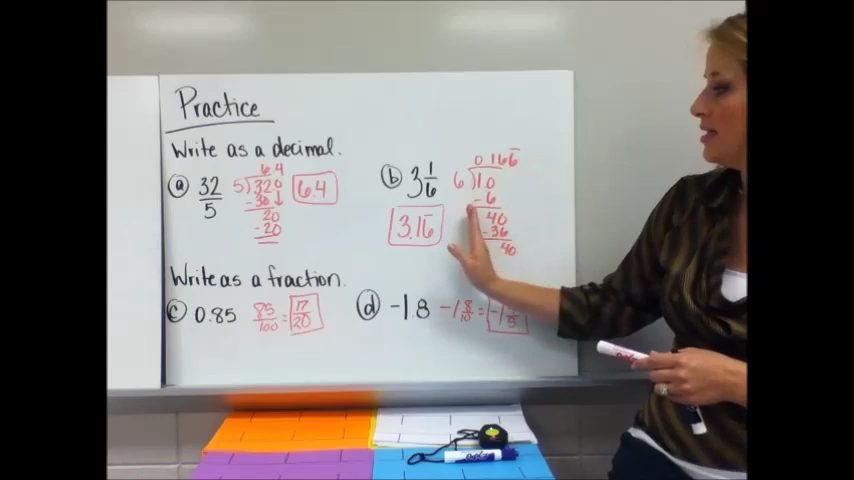 Practice
Write as a decimal.
(a) 32/5
6.4
5)32.0
-30
20
-20
6.4
(b) 3 1/6
0 166̅
6)1.0
-6
40
-36
40
3.16̅
Write as a fraction.
(c) 0.85 85/100 = 17/20
(d) -1.8 -1 8/10 = -1 4/5